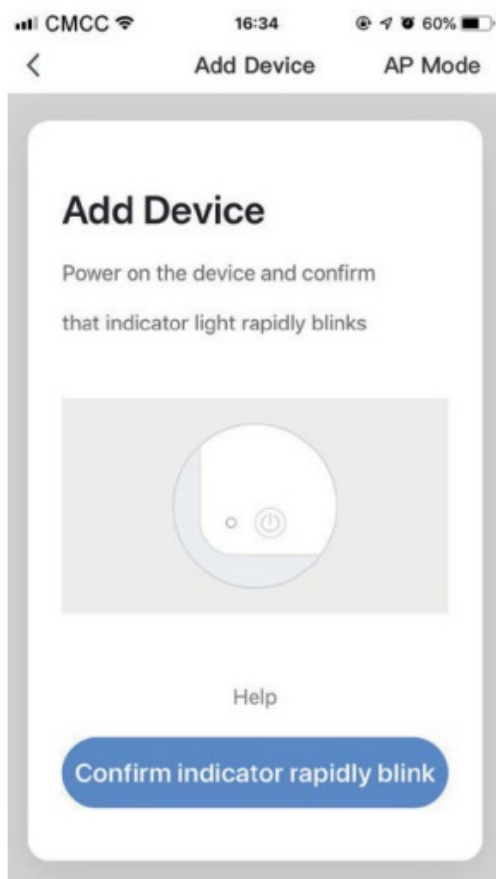 CMCC 16:34 60%
Add Device AP Mode
Add Device
Power on the device and confirm
that indicator light rapidly blinks
Help
Confirm indicator rapidly blink